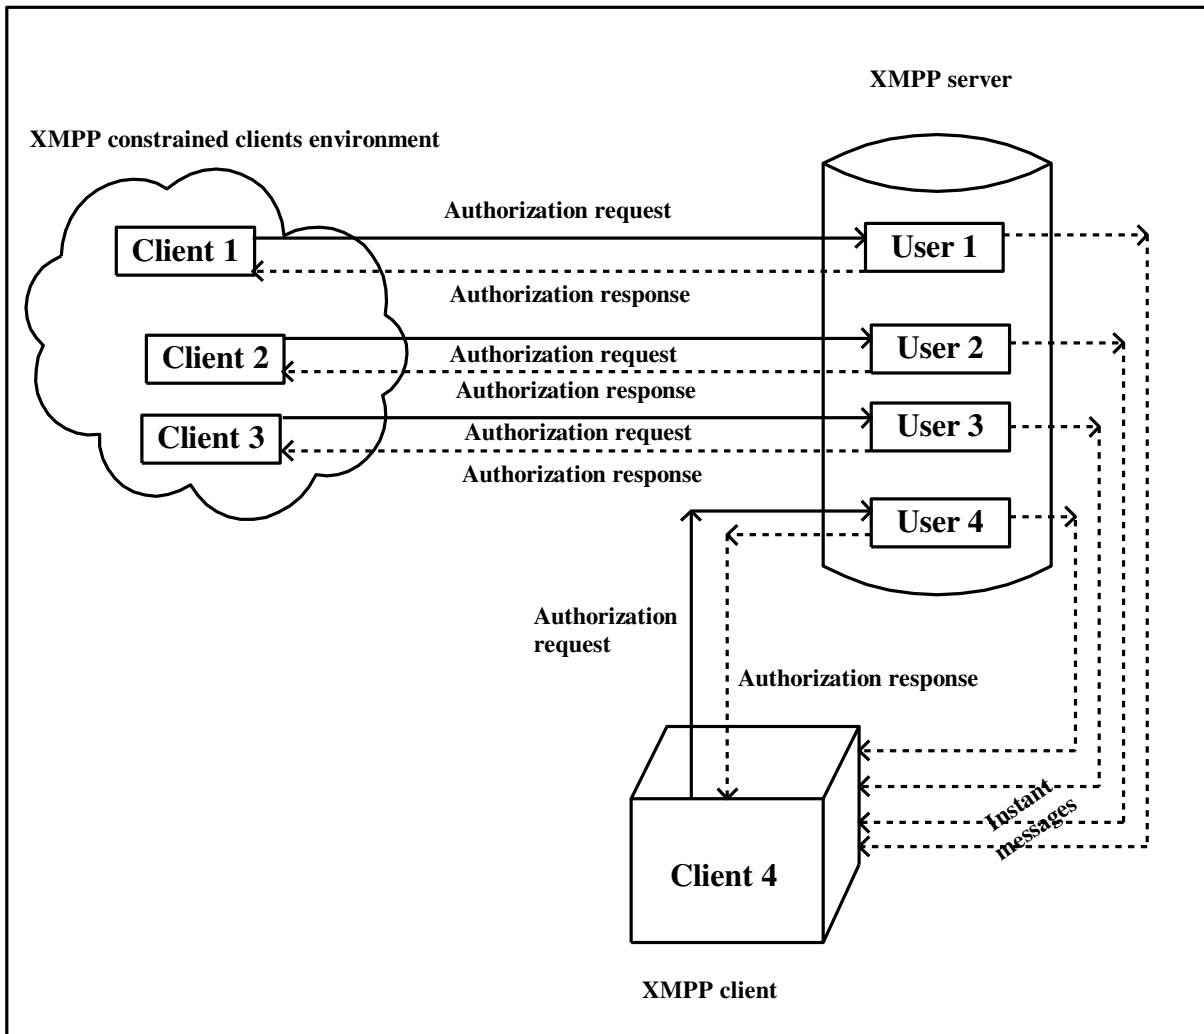 XMPP server
XMPP constrained clients environment
Authorization request
Client 1
User 1
Authorization response
Client 2
Authorization request
User 2
Authorization response
Client 3
Authorization request
User 3
Authorization response
User 4
Authorization
request
Authorization response
Instant
messages
Client 4
XMPP client